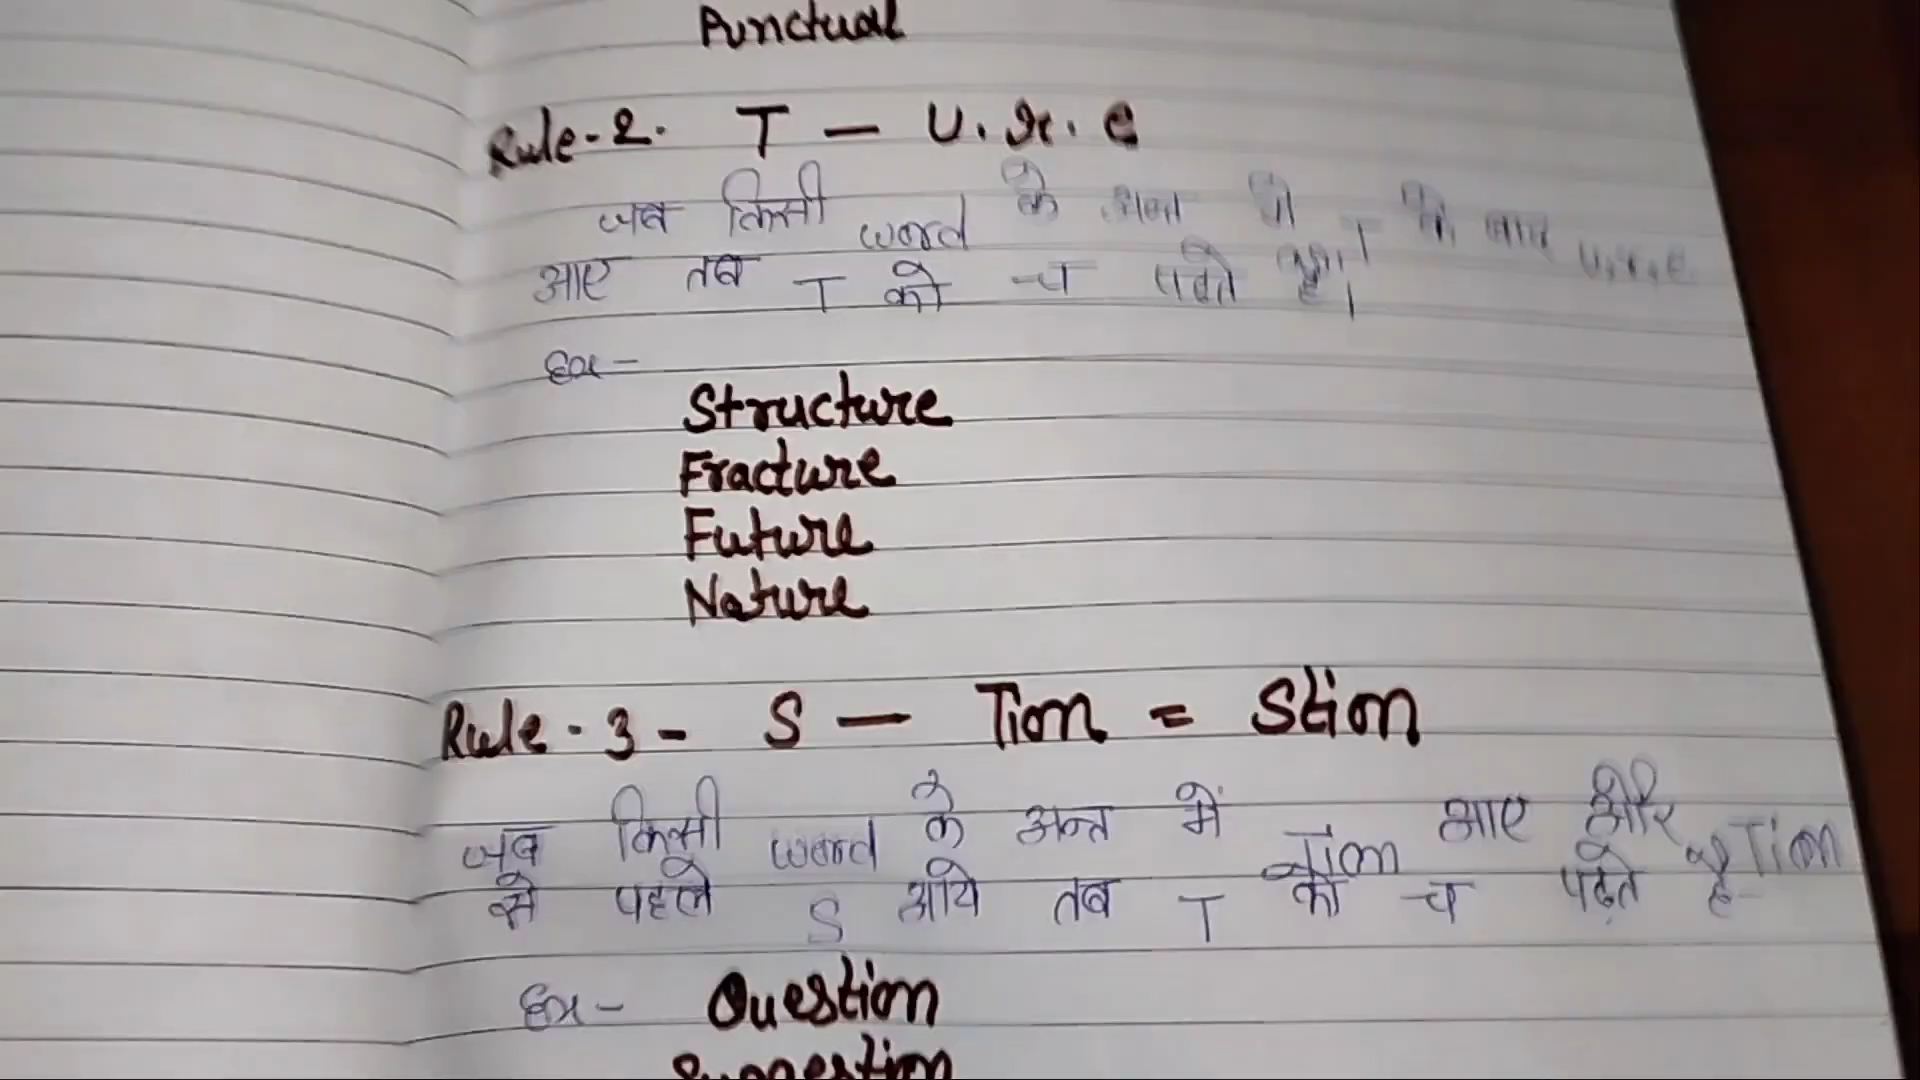 Punctual
Rule-2. T — U.r.e
जब किसी word के अन्त में T के बाद u,r,e.
आए तब T को च पढ़ते हैं।
Ex-
Structure
Fracture
Future
Nature
Rule-3- S — Tion = Stion
जब किसी word के अन्त में Tion आए और Tion
से पहले S आये तब T को च पढ़ते है-
Ex- Question
Suggestion